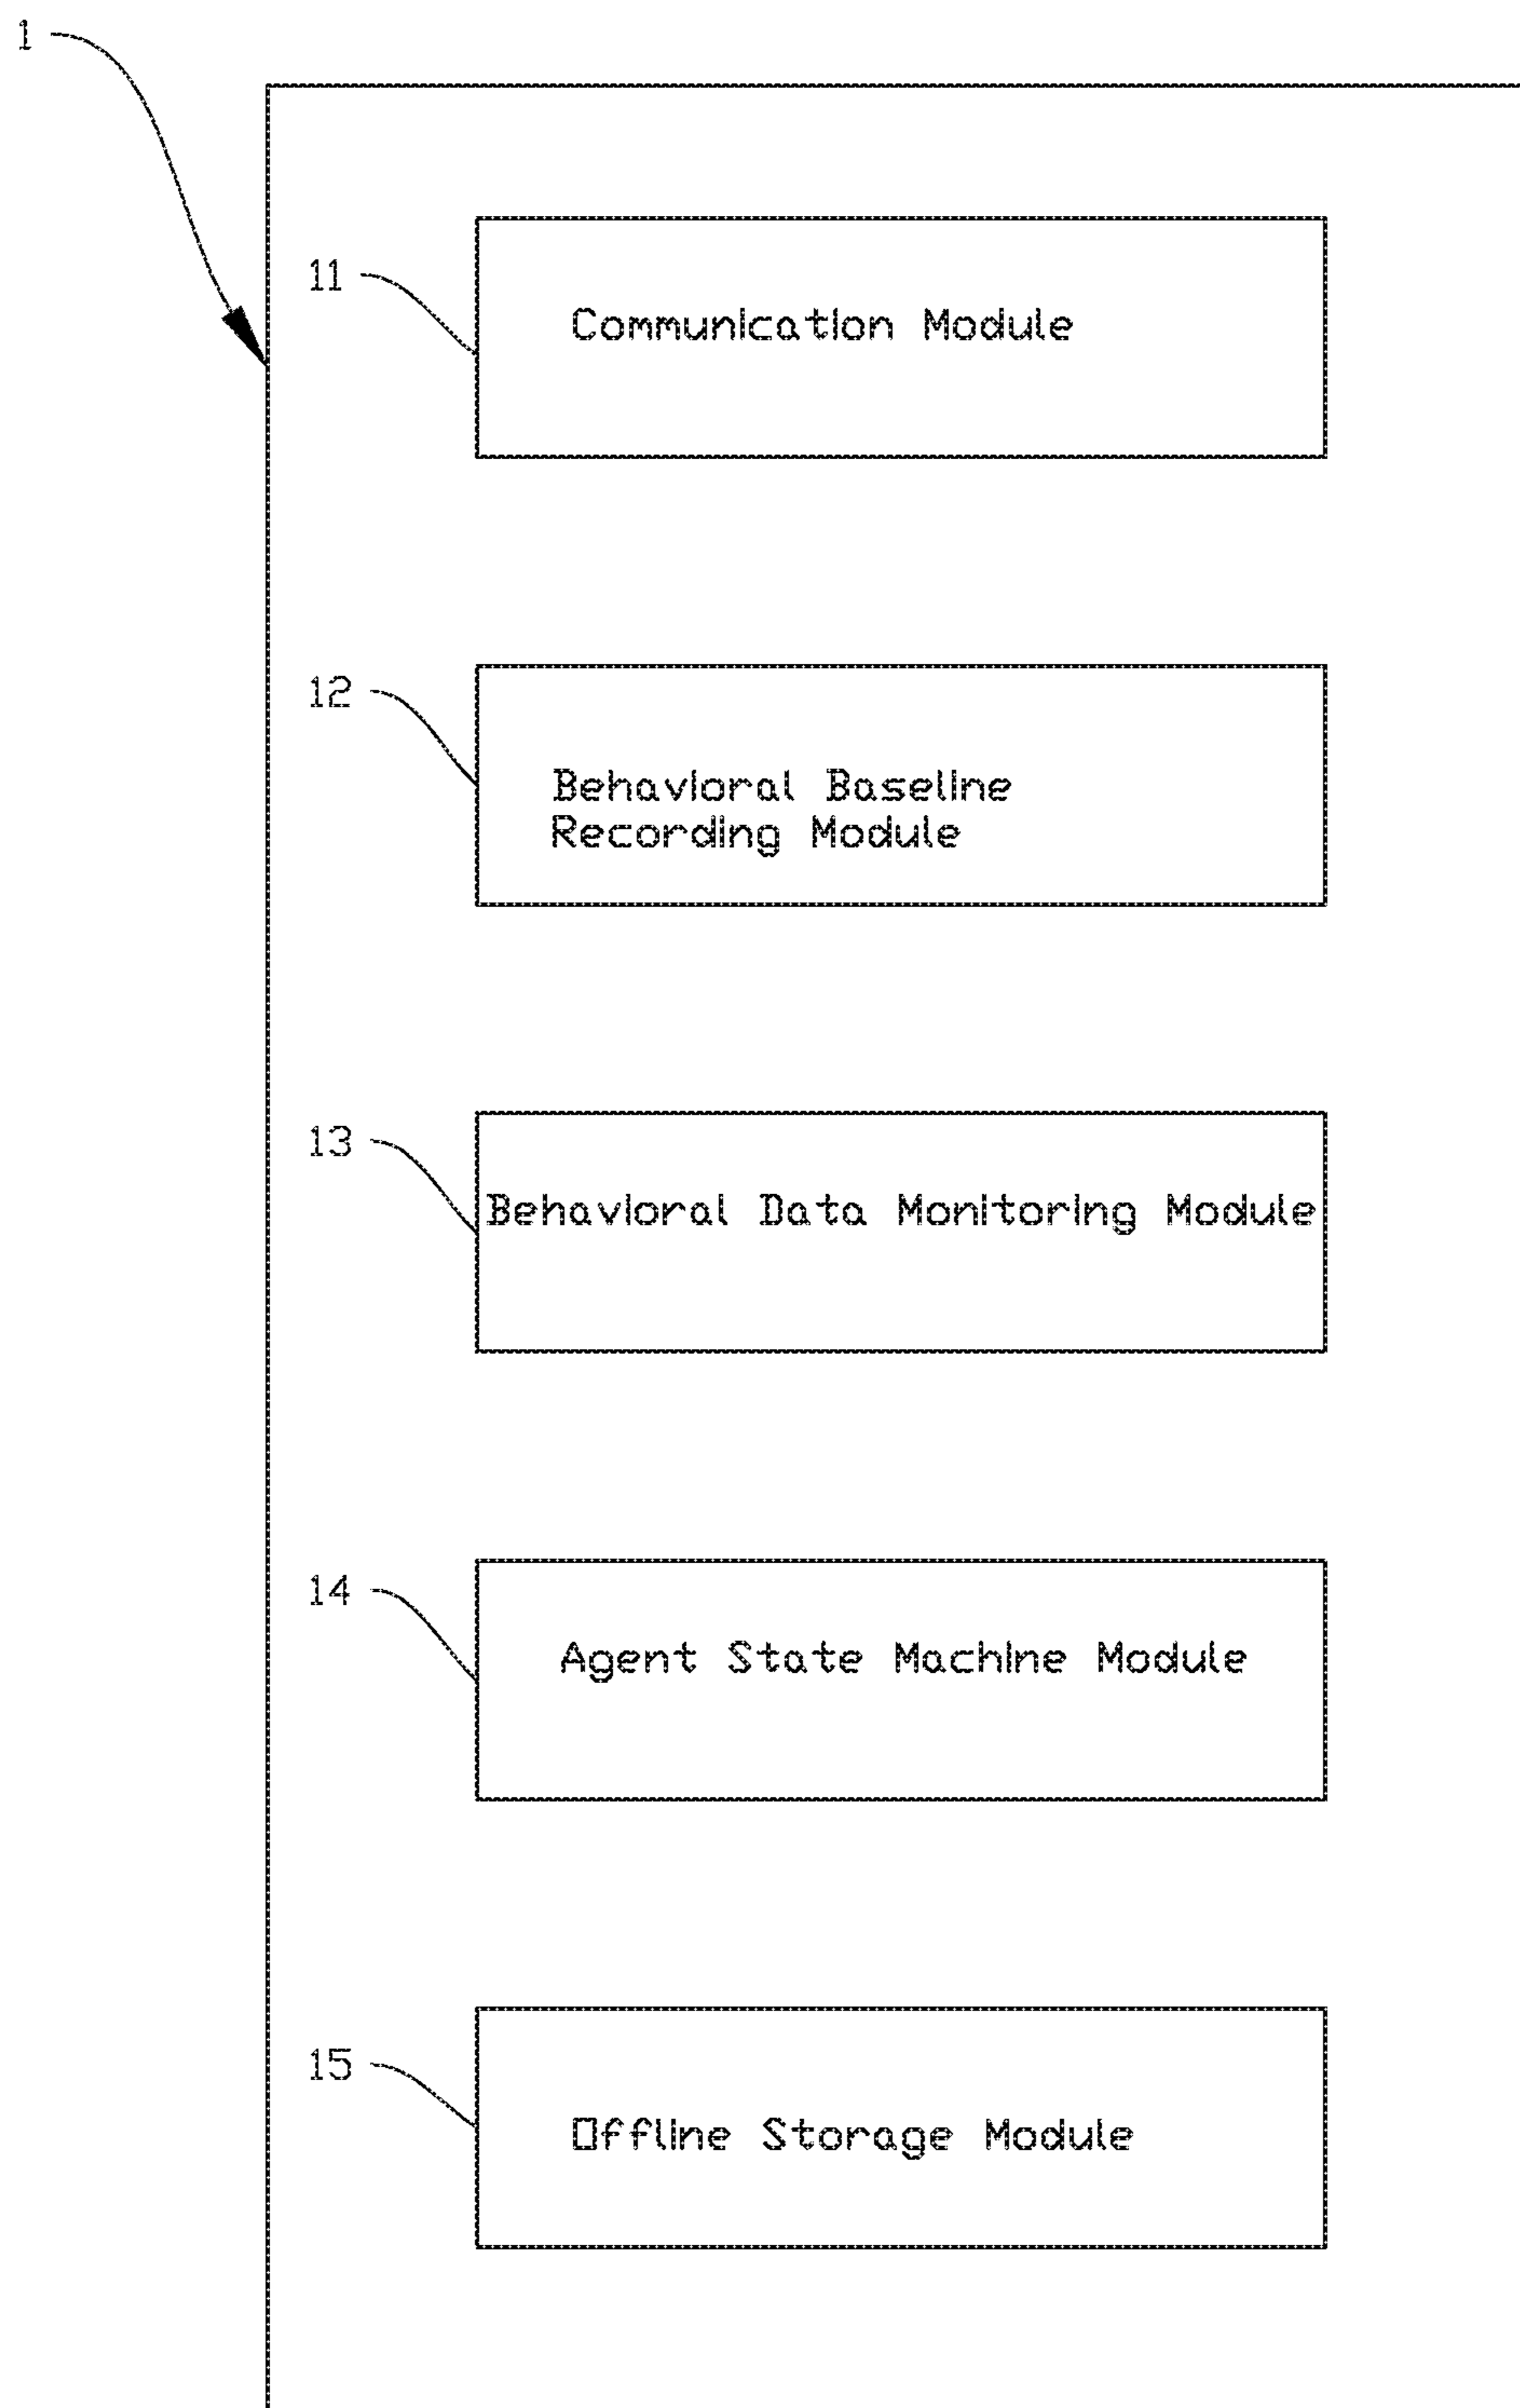 1
11
Communication Module
12
Behavioral Baseline
Recording Module
13
Behavioral Data Monitoring Module
14
Agent State Machine Module
15
Offline Storage Module